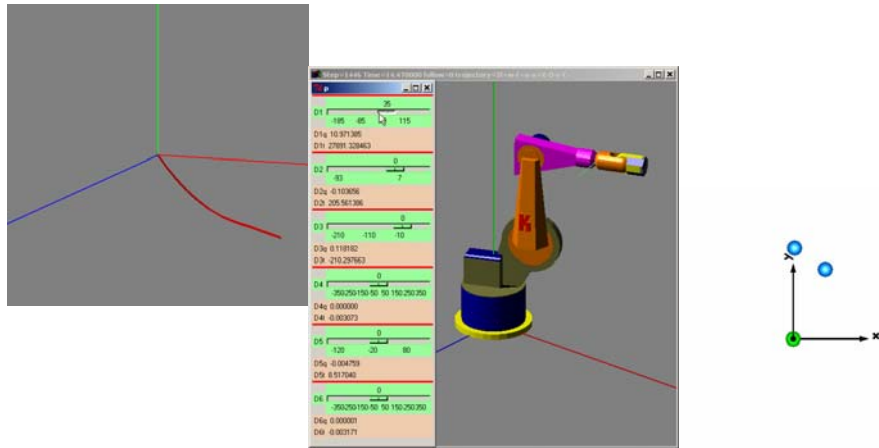 p
35
D1
-185 -85 115
D1q 10.971385
D1t 27891.328463
0
D2
-93 7
D2q -0.103656
D2t 205.561386
0
D3
-210 -110 -10
D3q 0.118182
D3t -210.297663
0
D4
-350-250-150-50 50 150-250-350
D4q 0.000000
D4t -0.003073
0
D5
-120 -20 80
D5q -0.004759
D5t 8.517040
0
D6
-350-250-150-50 50 150-250-350
D6q 0.000001
D6t -0.003171
y
x